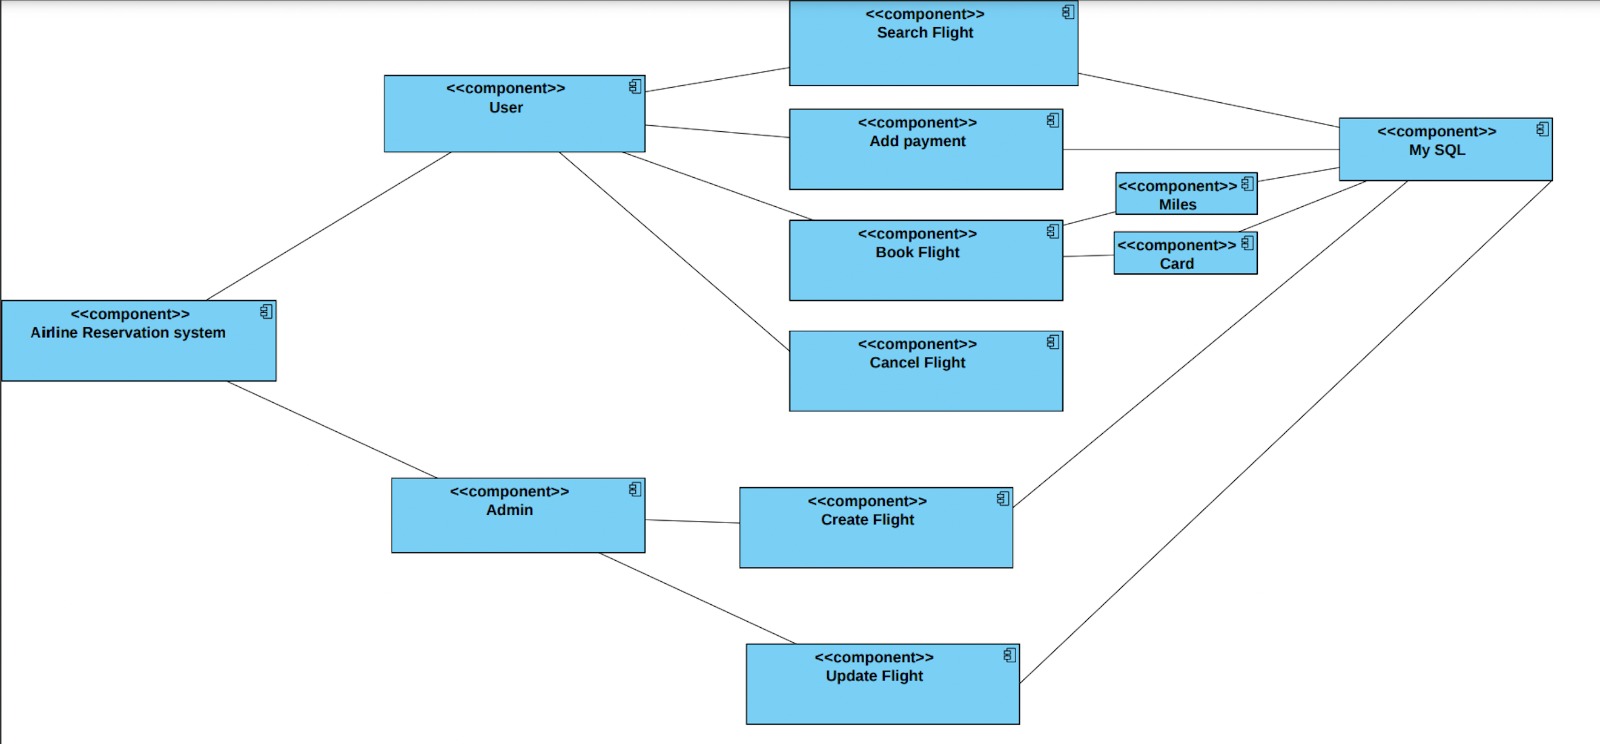 <<component>>
Search Flight
<<component>>
User
<<component>>
Add payment
<<component>>
My SQL
<<component>>
Miles
<<component>>
Book Flight
<<component>>
Card
<<component>>
Airline Reservation system
<<component>>
Cancel Flight
<<component>>
Admin
<<component>>
Create Flight
<<component>>
Update Flight